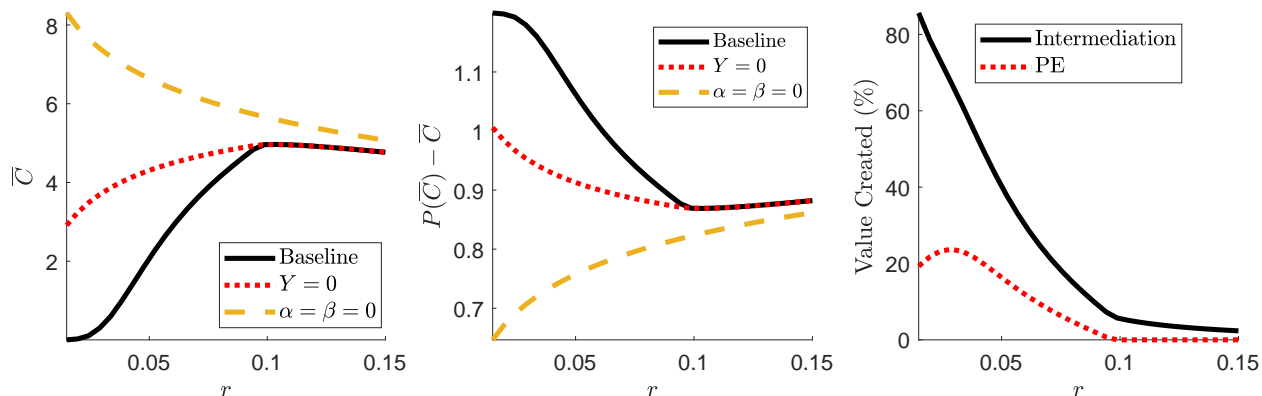 8
6
4
2
0.05
0.1
0.15
r
C̅
Baseline
Y = 0
α = β = 0
1.1
1
0.9
0.8
0.7
0.05
0.1
0.15
r
P(C̅) − C̅
Baseline
Y = 0
α = β = 0
80
60
40
20
0
0.05
0.1
0.15
r
Value Created (%)
Intermediation
PE